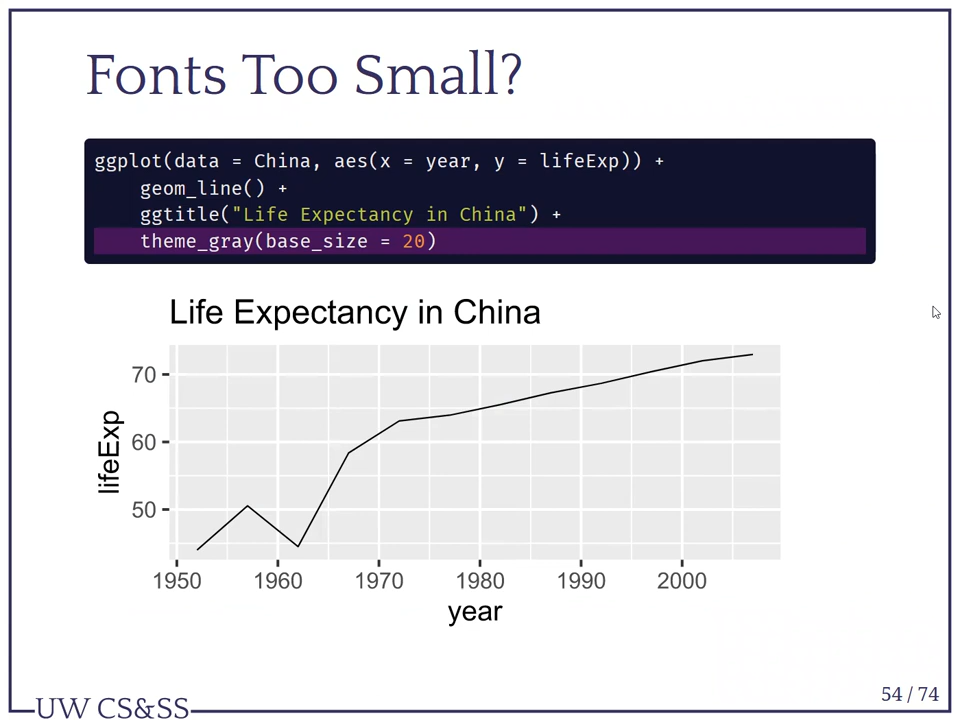 Fonts Too Small?
ggplot(data = China, aes(x = year, y = lifeExp)) +
    geom_line() +
    ggtitle("Life Expectancy in China") +
    theme_gray(base_size = 20)
Life Expectancy in China
70
60
50
lifeExp
1950 1960 1970 1980 1990 2000
year
54 / 74
UW CS&SS